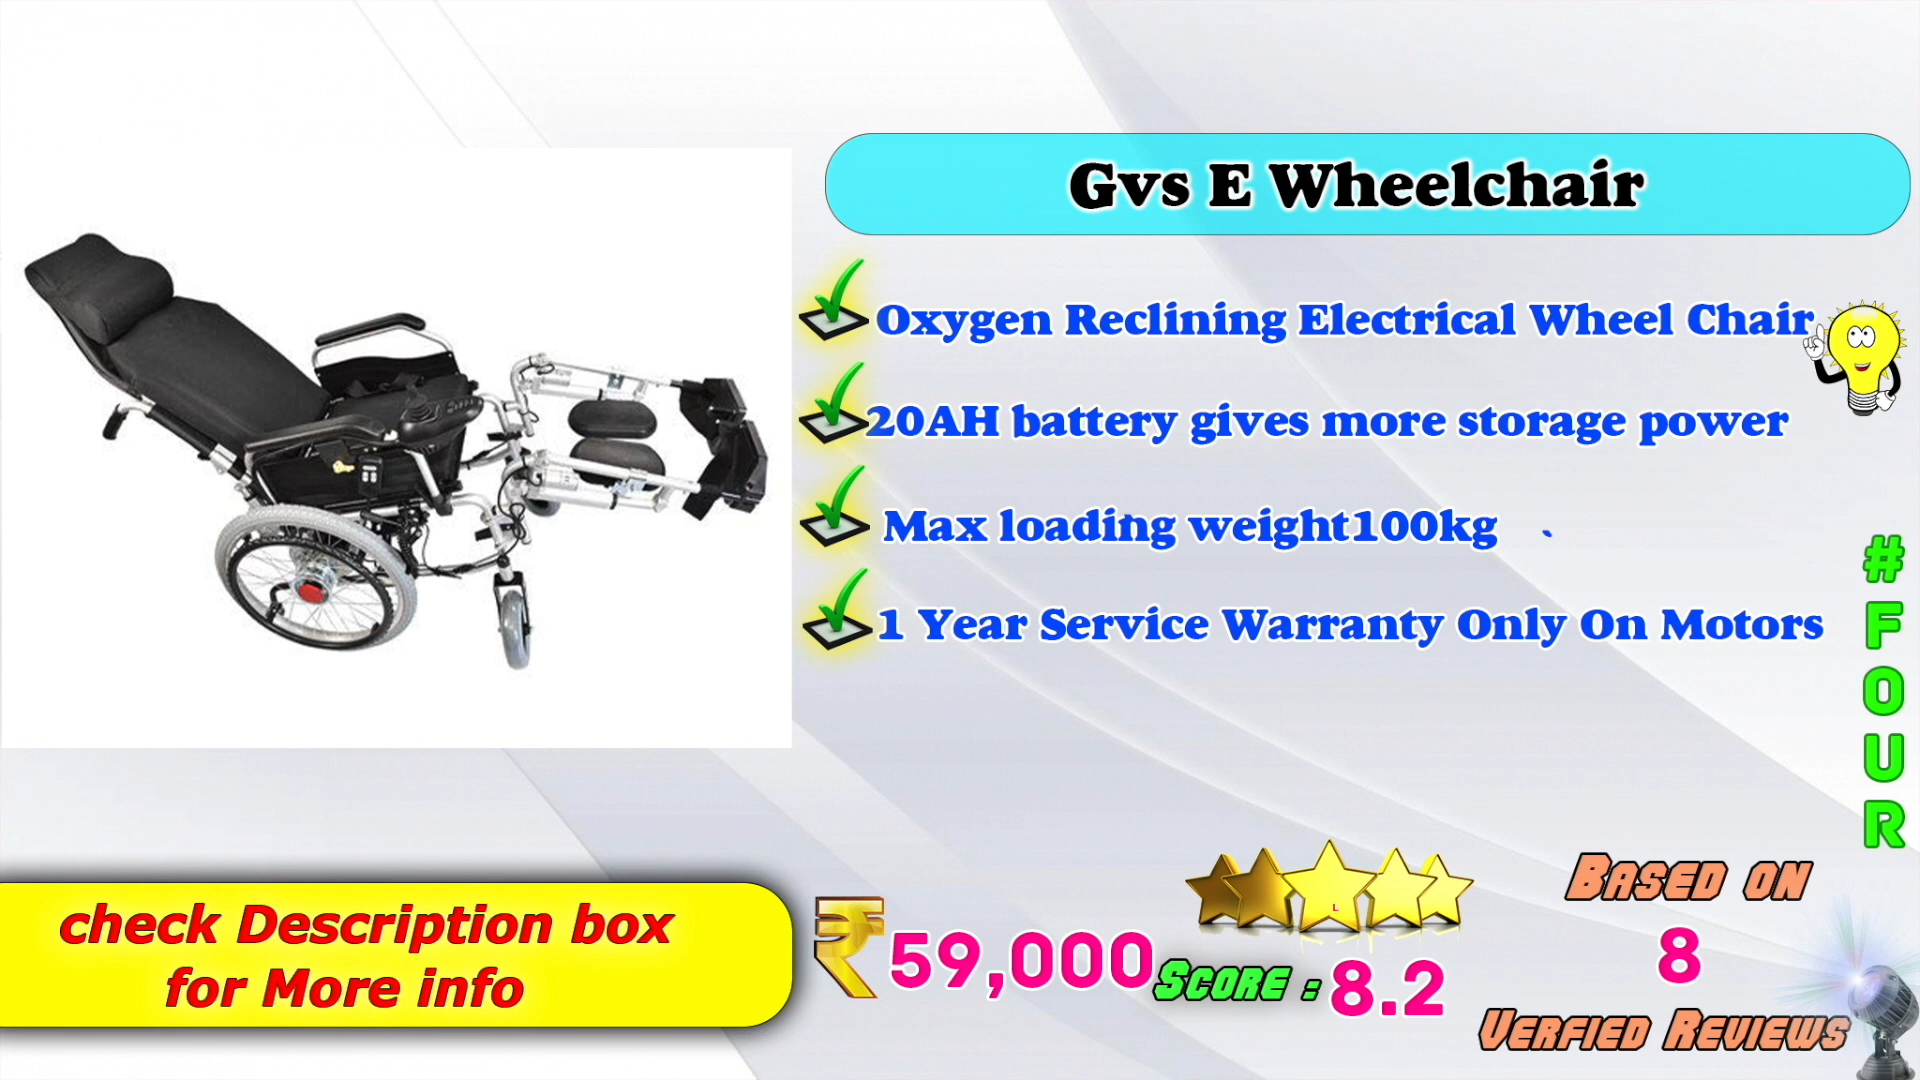 Gvs E Wheelchair
Oxygen Reclining Electrical Wheel Chair
20AH battery gives more storage power
Max loading weight100kg
1 Year Service Warranty Only On Motors
#FOUR
check Description box
for More info
₹59,000
L
Score : 8.2
Based on
8
Verfied Reviews